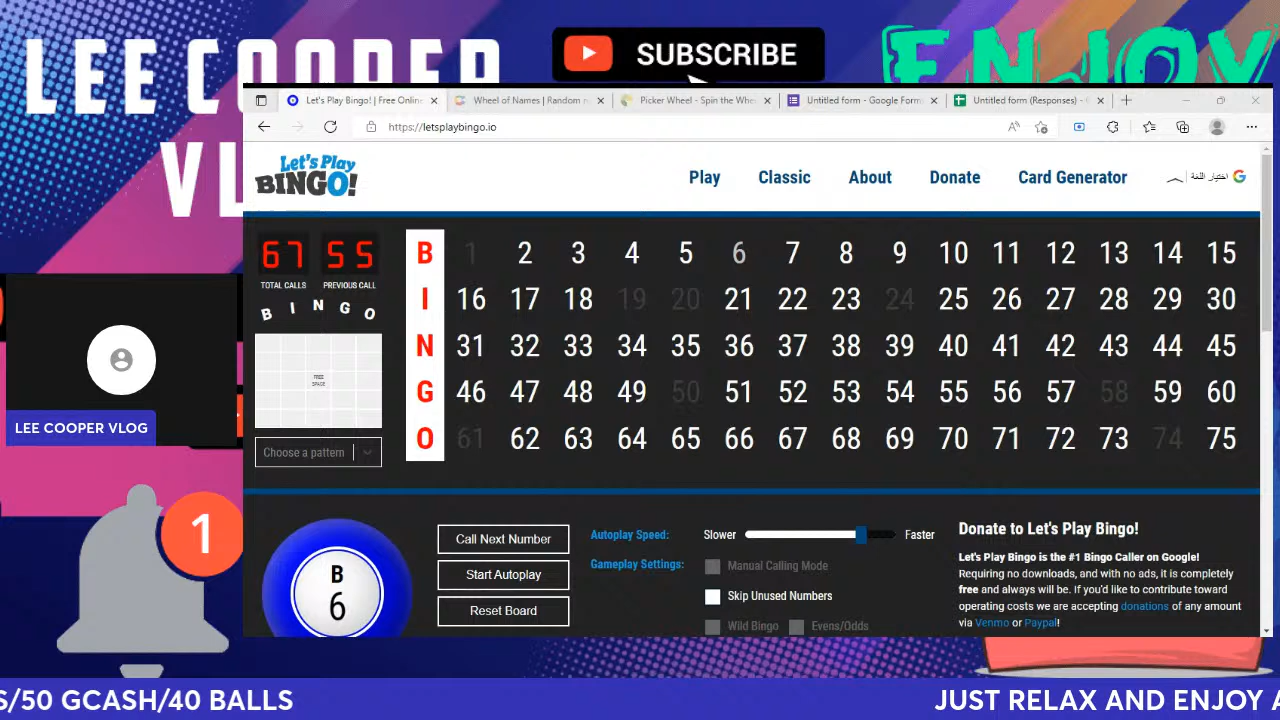 LEE COOPER
VL
SUBSCRIBE
ENJOY
Let's Play Bingo! | Free Online
Wheel of Names | Random n
Picker Wheel - Spin the Whe
Untitled form - Google Form
Untitled form (Responses) -
https://letsplaybingo.io
Let's Play
BINGO!
Play
Classic
About
Donate
Card Generator
اختيار اللغة
67 55
TOTAL CALLS PREVIOUS CALL
B I N G O
FREE
SPACE
Choose a pattern
B 1 2 3 4 5 6 7 8 9 10 11 12 13 14 15
I 16 17 18 19 20 21 22 23 24 25 26 27 28 29 30
N 31 32 33 34 35 36 37 38 39 40 41 42 43 44 45
G 46 47 48 49 50 51 52 53 54 55 56 57 58 59 60
O 61 62 63 64 65 66 67 68 69 70 71 72 73 74 75
LEE COOPER VLOG
1
B
6
Call Next Number
Start Autoplay
Reset Board
Autoplay Speed:
Slower
Faster
Gameplay Settings:
Manual Calling Mode
Skip Unused Numbers
Wild Bingo
Evens/Odds
Donate to Let's Play Bingo!
Let's Play Bingo is the #1 Bingo Caller on Google!
Requiring no downloads, and with no ads, it is completely
free and always will be. If you'd like to contribute toward
operating costs we are accepting donations of any amount
via Venmo or Paypal!
S/50 GCASH/40 BALLS
JUST RELAX AND ENJOY A